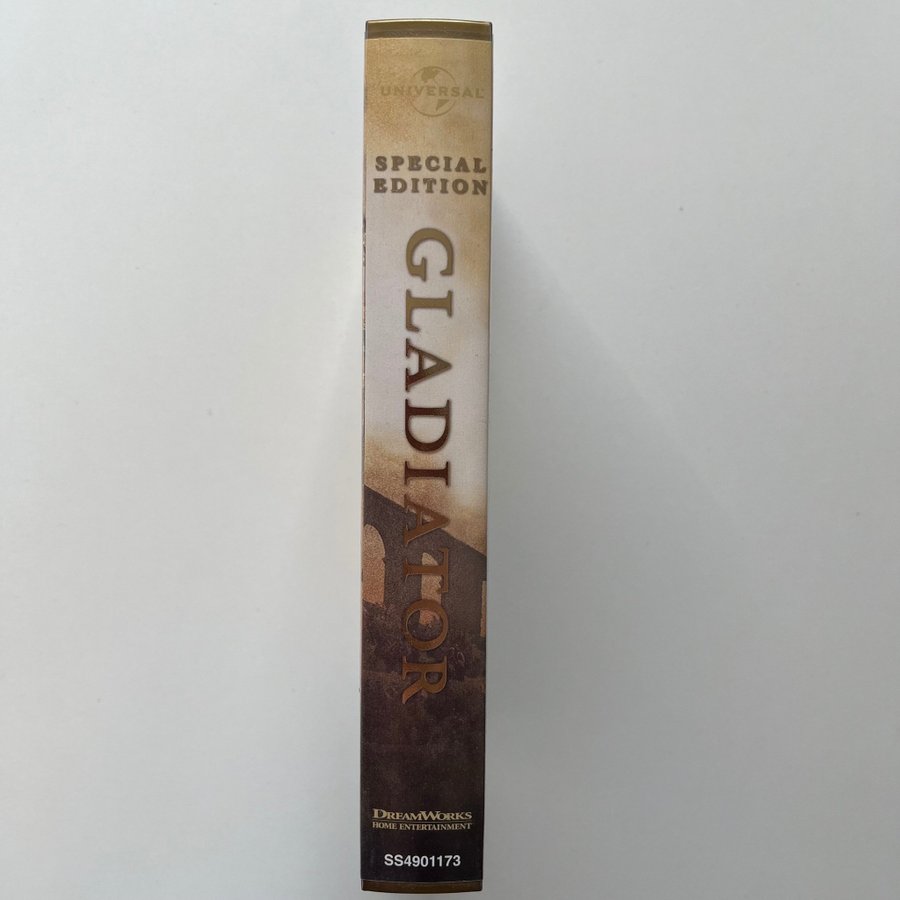 UNIVERSAL
SPECIAL
EDITION
GLADIATOR
DREAMWORKS
HOME ENTERTAINMENT
SS4901173